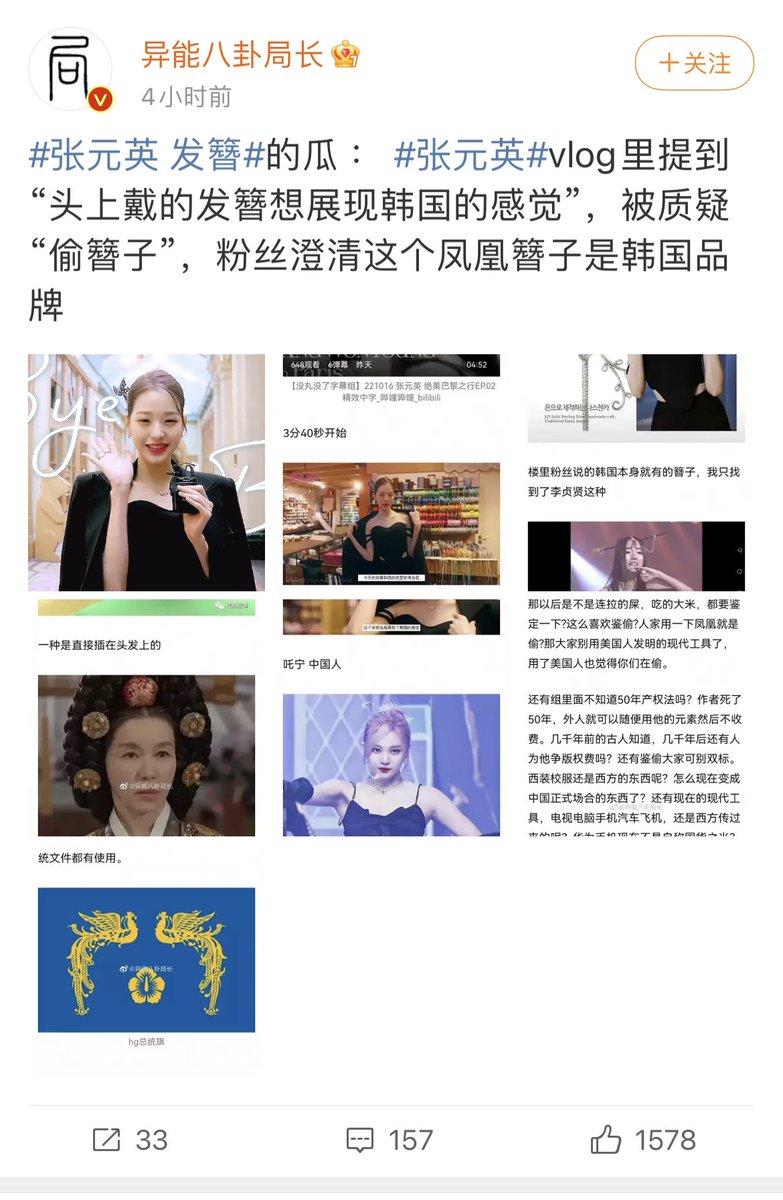 局
异能八卦局长
4小时前
+关注
#张元英 发簪#的瓜： #张元英#vlog里提到
“头上戴的发簪想展现韩国的感觉”，被质疑
“偷簪子”，粉丝澄清这个凤凰簪子是韩国品
牌
Bye
一种是直接插在头发上的
@异能八卦局长
统文件都有使用。
@异能八卦局长
hg总统旗
648观看 6弹幕 昨天
04:52
【没丸没了字幕组】221016 张元英 绝美巴黎之行EP.02
精效中字_哔哩哔哩_bilibili
3分40秒开始
吒宁 中国人
은으로 제작하는
楼里粉丝说的韩国本身就有的簪子，我只找
到了李贞贤这种
那以后是不是连拉的屎，吃的大米，都要鉴
定一下?这么喜欢鉴偷?人家用一下凤凰就是
偷?那大家别用美国人发明的现代工具了，
用了美国人也觉得你们在偷。
还有组里面不知道50年产权法吗？作者死了
50年，外人就可以随便用他的元素然后不收
费。几千年前的古人知道，几千年后还有人
为他争版权费吗？还有鉴偷大家可别双标。
西装校服还是西方的东西呢？怎么现在变成
中国正式场合的东西了？还有现在的现代工
具，电视电脑手机汽车飞机，还是西方传过
33
157
1578